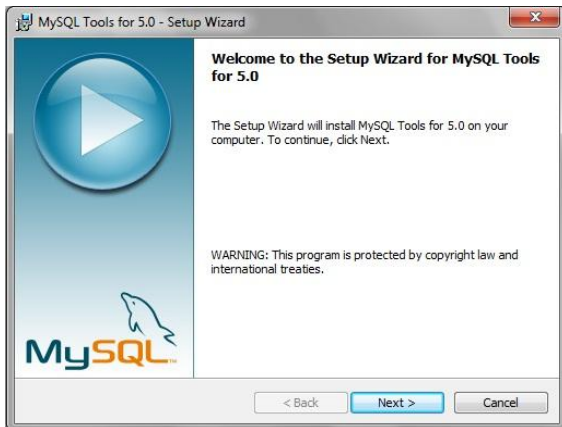 MySQL Tools for 5.0 - Setup Wizard
Welcome to the Setup Wizard for MySQL Tools
for 5.0
The Setup Wizard will install MySQL Tools for 5.0 on your
computer. To continue, click Next.
WARNING: This program is protected by copyright law and
international treaties.
MySQL™
< Back
Next >
Cancel